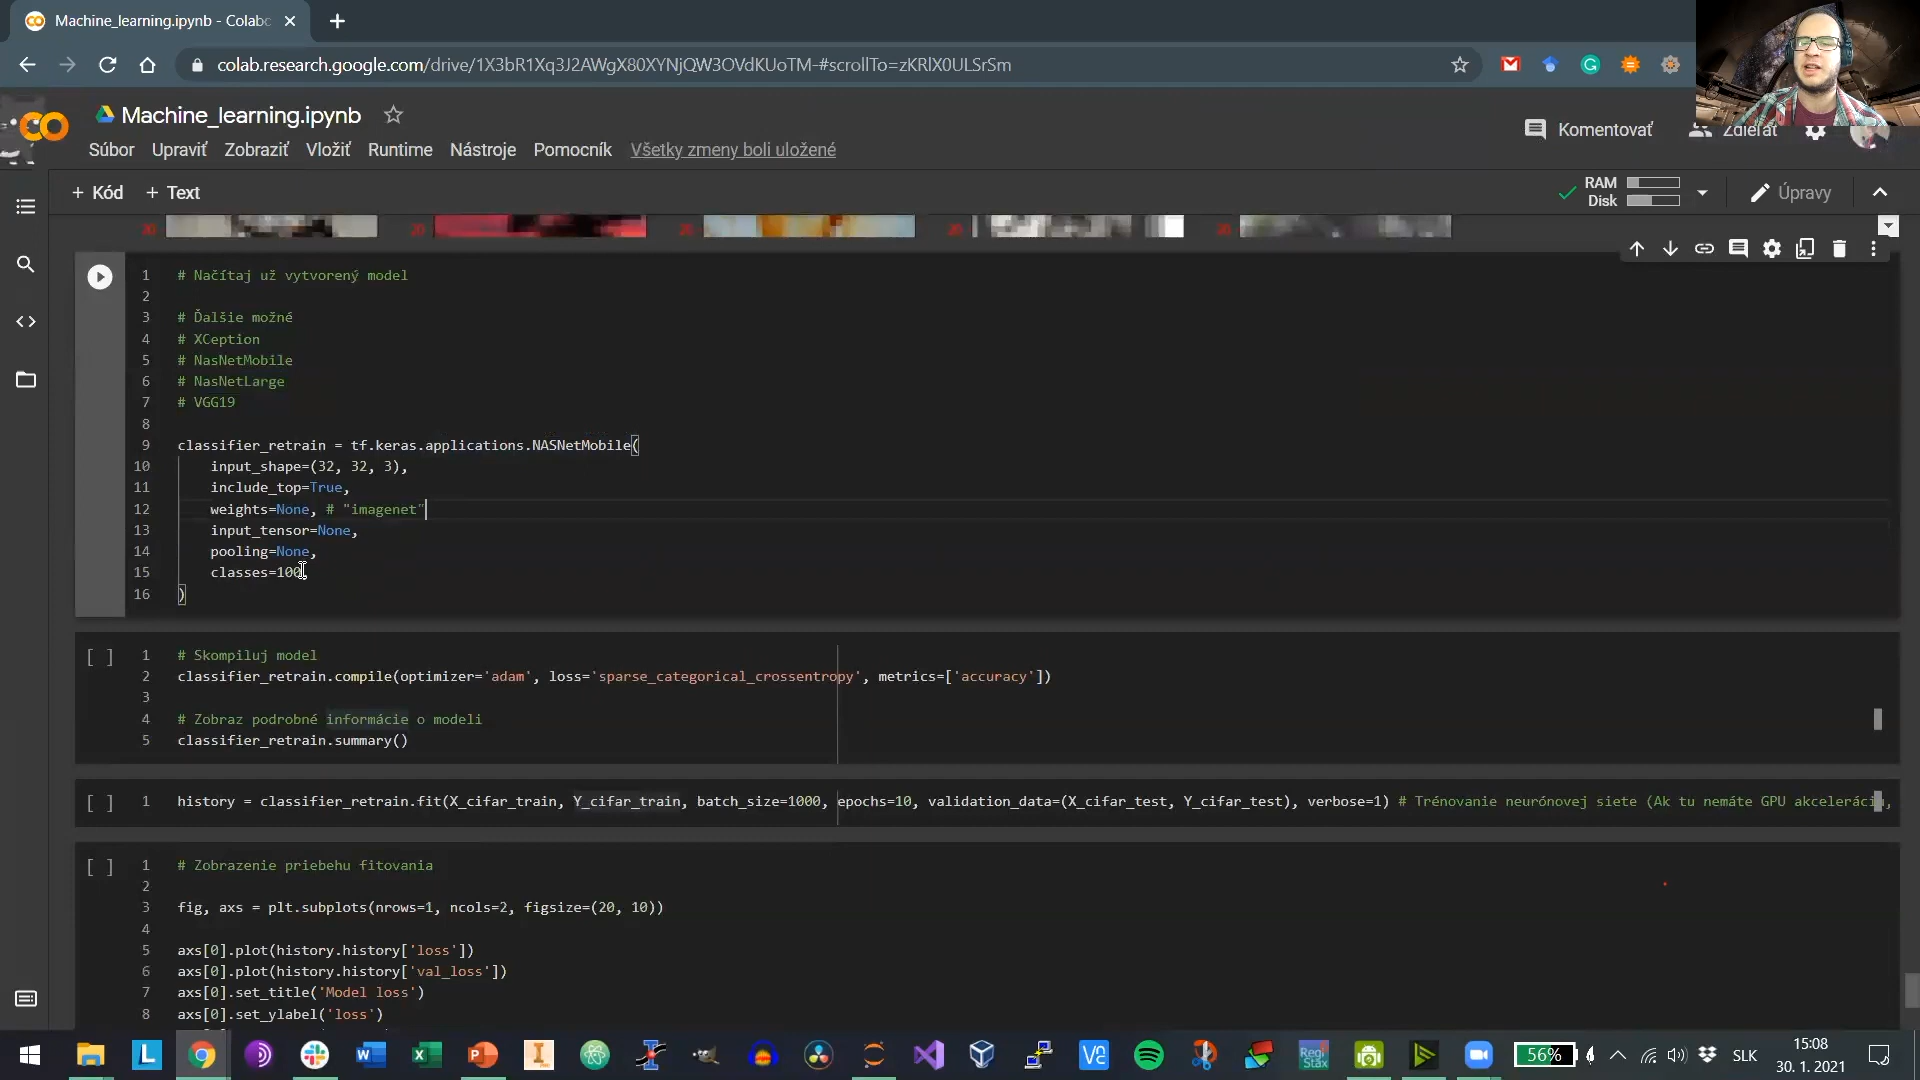 Machine_learning.ipynb - Colabo
colab.research.google.com/drive/1X3bR1Xq3J2AWgX80XYNjQW3OVdKUoTM-#scrollTo=zKRlX0ULSrSm
Machine_learning.ipynb
Komentovať
Zdieľať
Súbor Upraviť Zobraziť Vložiť Runtime Nástroje Pomocník Všetky zmeny boli uložené
+ Kód + Text
RAM
Disk
Úpravy
30 20 20 20 20
1 # Načítaj už vytvorený model
2
3 # Ďalšie možné
4 # XCeption
5 # NasNetMobile
6 # NasNetLarge
7 # VGG19
8
9 classifier_retrain = tf.keras.applications.NASNetMobile(
10 input_shape=(32, 32, 3),
11 include_top=True,
12 weights=None, # "imagenet"
13 input_tensor=None,
14 pooling=None,
15 classes=100,
16 )
[ ] 1 # Skompiluj model
2 classifier_retrain.compile(optimizer='adam', loss='sparse_categorical_crossentropy', metrics=['accuracy'])
3
4 # Zobraz podrobné informácie o modeli
5 classifier_retrain.summary()
[ ] 1 history = classifier_retrain.fit(X_cifar_train, Y_cifar_train, batch_size=1000, epochs=10, validation_data=(X_cifar_test, Y_cifar_test), verbose=1) # Trénovanie neurónovej siete (Ak tu nemáte GPU akceleráciu,
[ ] 1 # Zobrazenie priebehu fitovania
2
3 fig, axs = plt.subplots(nrows=1, ncols=2, figsize=(20, 10))
4
5 axs[0].plot(history.history['loss'])
6 axs[0].plot(history.history['val_loss'])
7 axs[0].set_title('Model loss')
8 axs[0].set_ylabel('loss')
56%
SLK
15:08
30. 1. 2021